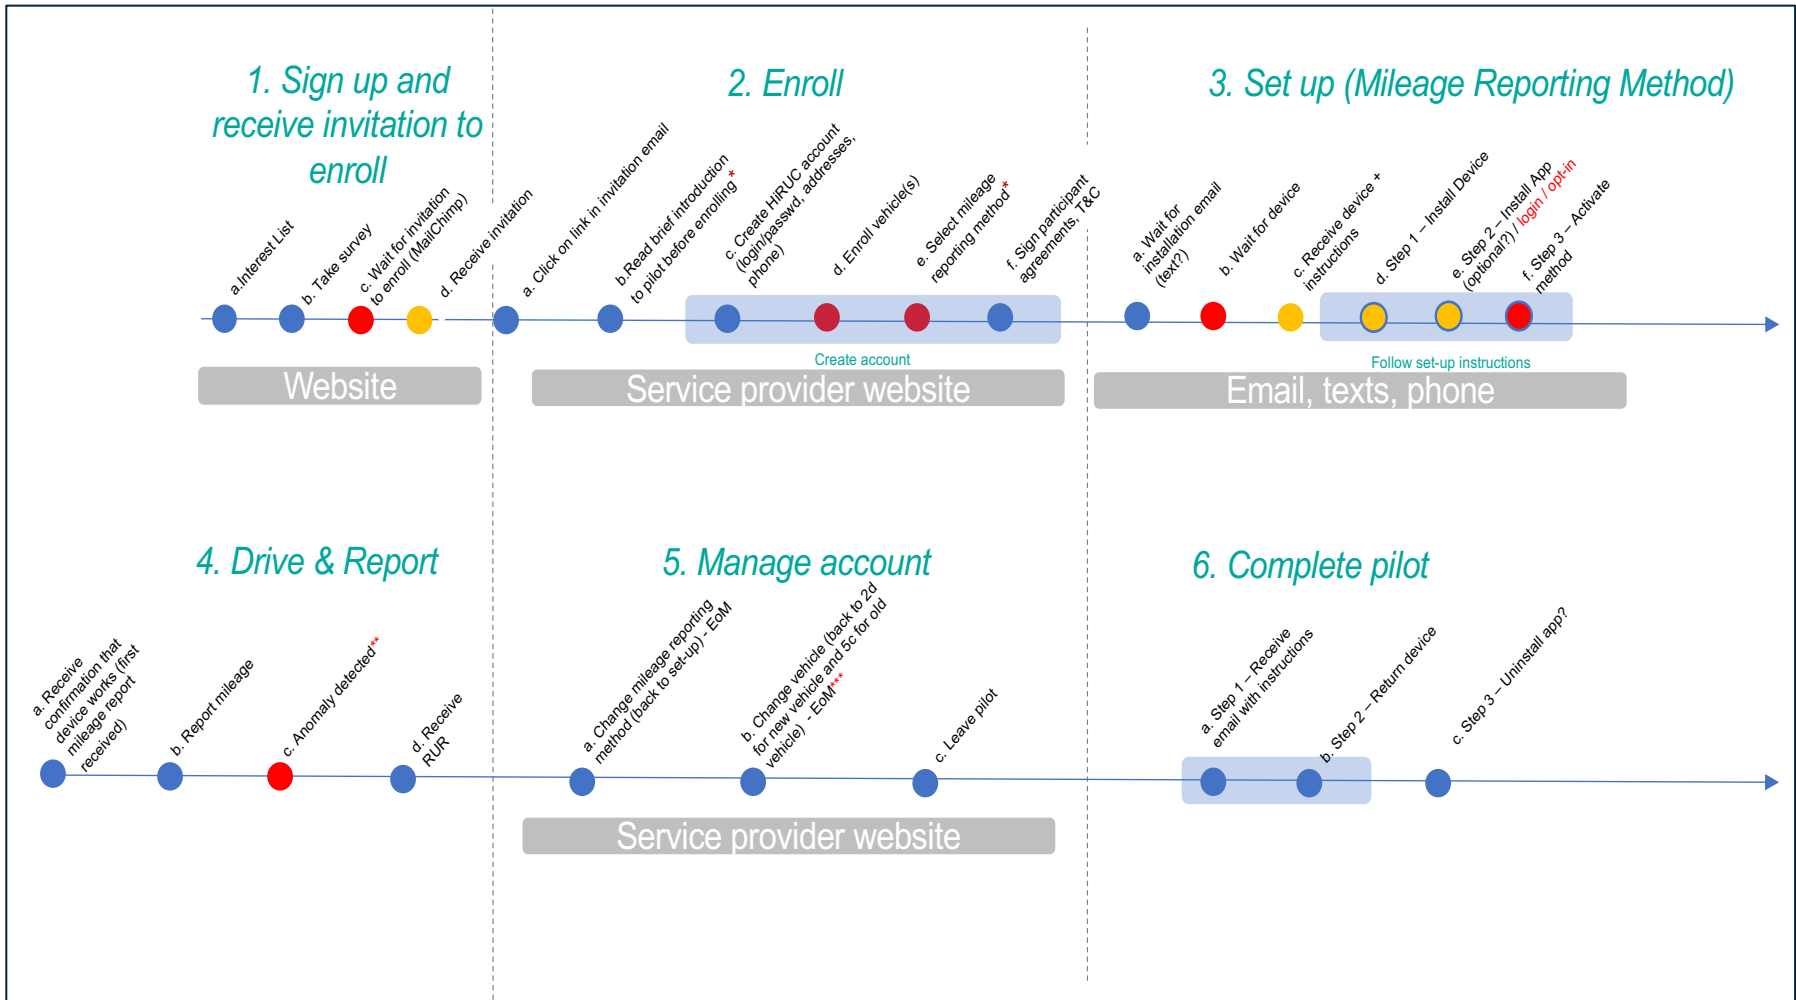 1. Sign up and
receive invitation to
enroll
2. Enroll
3. Set up (Mileage Reporting Method)
a.Interest List
b. Take survey
c. Wait for invitation
to enroll (MailChimp)
d. Receive invitation
a. Click on link in invitation email
b.Read brief introduction
to pilot before enrolling*
c. Create HiRUC account
(login/passwd, addresses,
phone)
d. Enroll vehicle(s)
e. Select mileage
reporting method*
f. Sign participant
agreements, T&C
a. Wait for
installation email
(text?)
b. Wait for device
c. Receive device +
instructions
d. Step 1 – Install Device
e. Step 2 – Install App
(optional?) / login / opt-in
f. Step 3 – Activate
method
Create account
Follow set-up instructions
Website
Service provider website
Email, texts, phone
4. Drive & Report
5. Manage account
6. Complete pilot
a. Receive
confirmation that
device works (first
mileage report
received)
b. Report mileage
c. Anomaly detected**
d. Receive
RUR
a. Change mileage reporting
method (back to set-up) - EoM
b. Change vehicle (back to 2d
for new vehicle and 5c for old
vehicle) - EoM***
c. Leave pilot
a. Step 1 – Receive
email with instructions
b. Step 2 – Return device
c. Step 3 – Uninstall app?
Service provider website